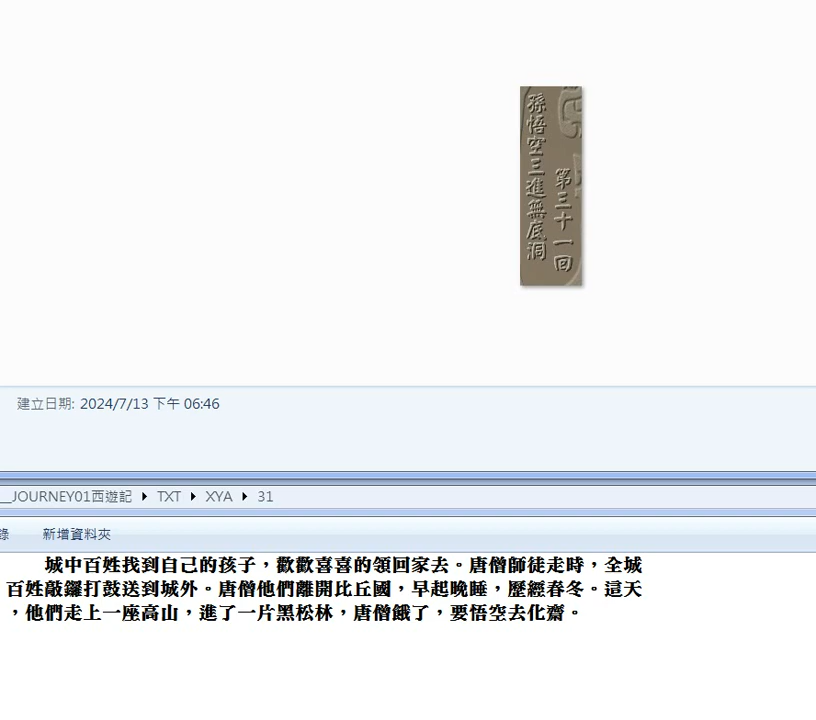 第三十一回
孫悟空三進無底洞
建立日期: 2024/7/13 下午 06:46
__JOURNEY01西遊記 ▸ TXT ▸ XYA ▸ 31
錄 新增資料夾
城中百姓找到自己的孩子，歡歡喜喜的領回家去。唐僧師徒走時，全城
百姓敲鑼打鼓送到城外。唐僧他們離開比丘國，早起晚睡，歷經春冬。這天
，他們走上一座高山，進了一片黑松林，唐僧餓了，要悟空去化齋。